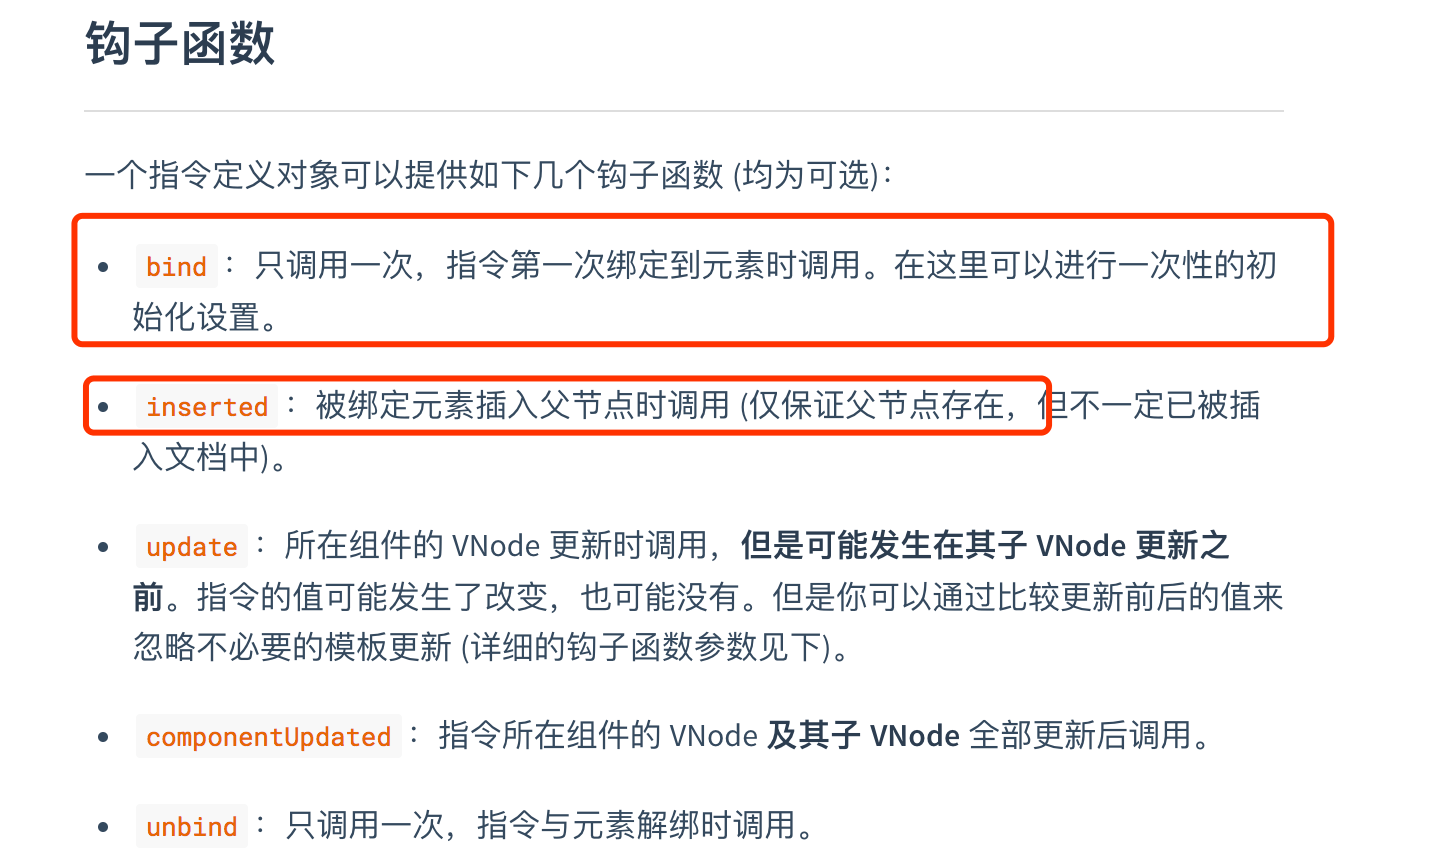 钩子函数
一个指令定义对象可以提供如下几个钩子函数 (均为可选)：
bind： 只调用一次，指令第一次绑定到元素时调用。在这里可以进行一次性的初
始化设置。
inserted： 被绑定元素插入父节点时调用 (仅保证父节点存在，但不一定已被插
入文档中)。
update： 所在组件的 VNode 更新时调用，但是可能发生在其子 VNode 更新之
前。指令的值可能发生了改变，也可能没有。但是你可以通过比较更新前后的值来
忽略不必要的模板更新 (详细的钩子函数参数见下)。
componentUpdated： 指令所在组件的 VNode 及其子 VNode 全部更新后调用。
unbind： 只调用一次，指令与元素解绑时调用。